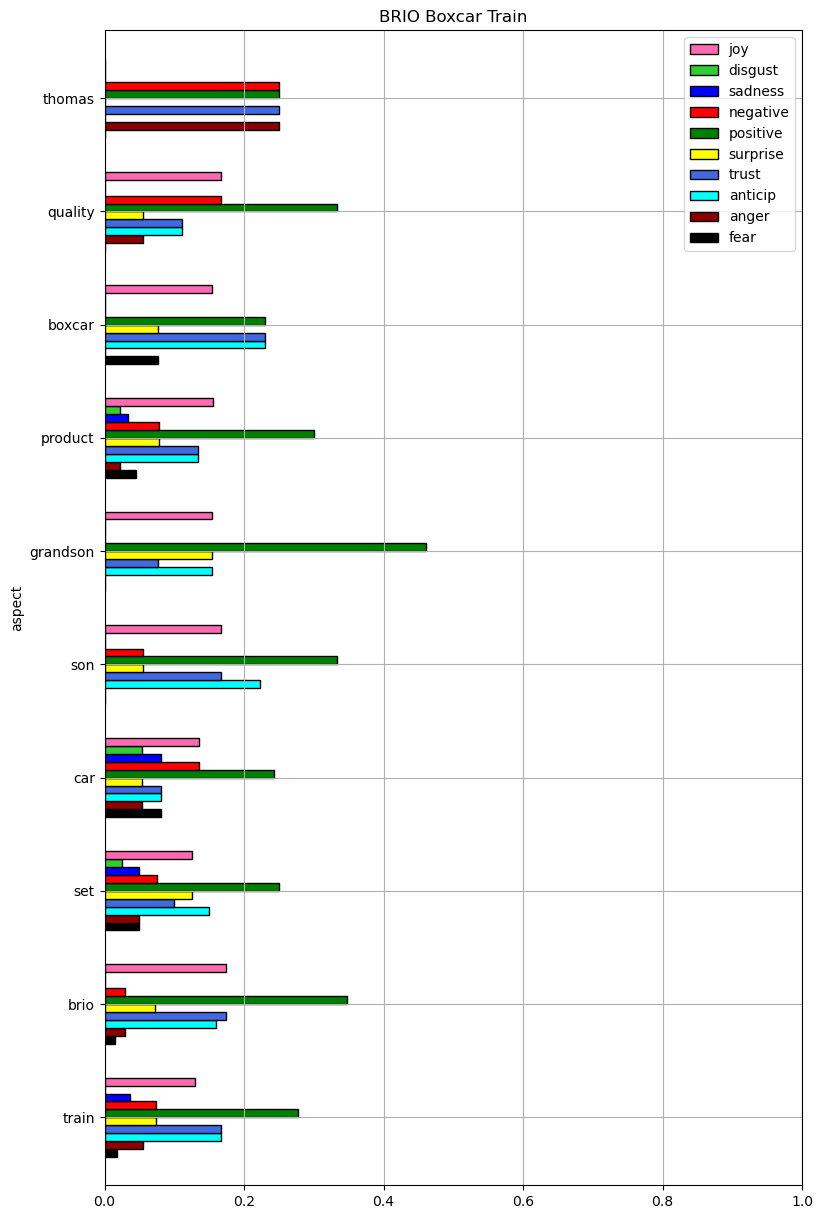 BRIO Boxcar Train
joy
disgust
sadness
negative
positive
surprise
trust
anticip
anger
fear
thomas
quality
boxcar
product
grandson
son
car
set
brio
train
aspect
0.0 0.2 0.4 0.6 0.8 1.0